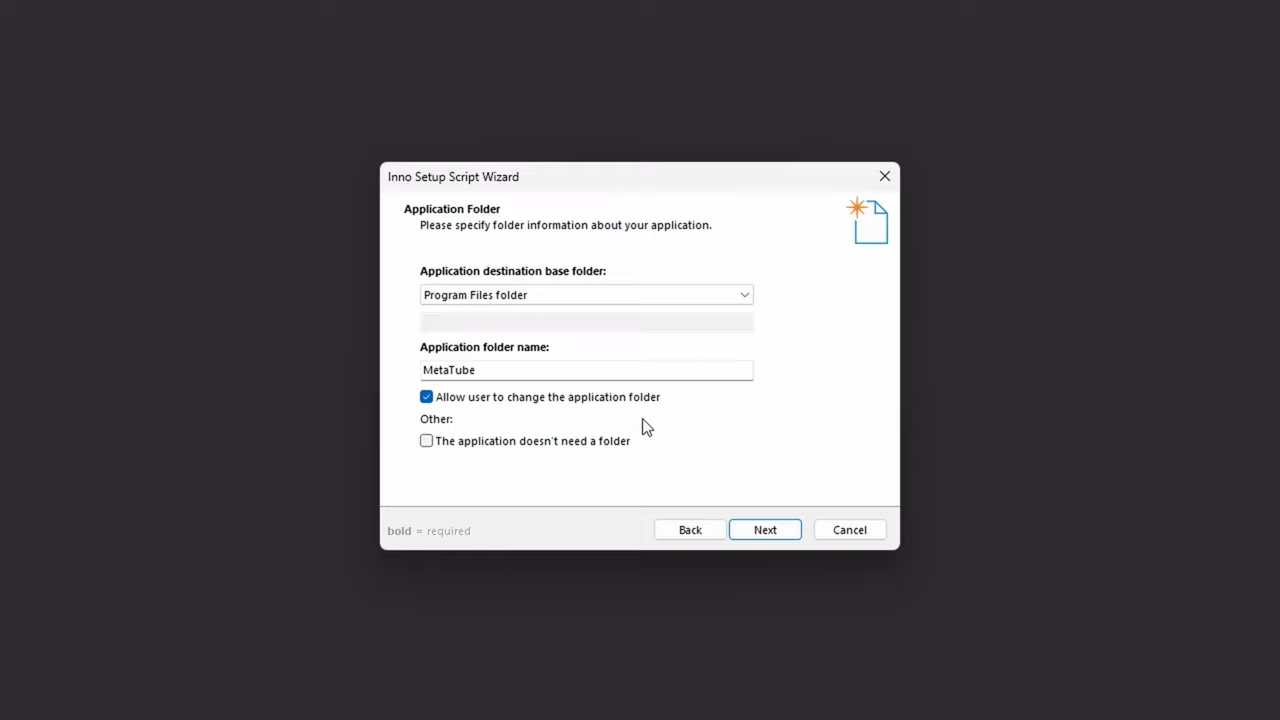 Inno Setup Script Wizard
Application Folder
Please specify folder information about your application.
Application destination base folder:
Program Files folder
Application folder name:
MetaTube
Allow user to change the application folder
Other:
The application doesn't need a folder
bold = required
Back
Next
Cancel